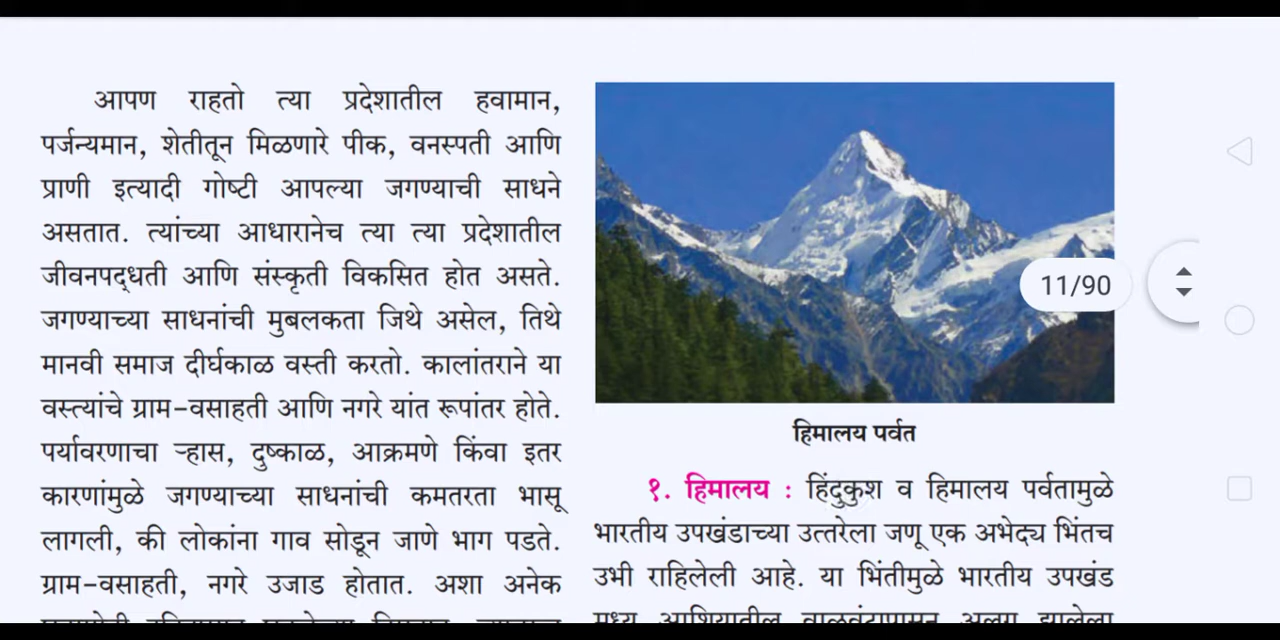 आपण राहतो त्या प्रदेशातील हवामान,
पर्जन्यमान, शेतीतून मिळणारे पीक, वनस्पती आणि
प्राणी इत्यादी गोष्टी आपल्या जगण्याची साधने
असतात. त्यांच्या आधारानेच त्या त्या प्रदेशातील
जीवनपद्धती आणि संस्कृती विकसित होत असते.
जगण्याच्या साधनांची मुबलकता जिथे असेल, तिथे
मानवी समाज दीर्घकाळ वस्ती करतो. कालांतराने या
वस्त्यांचे ग्राम-वसाहती आणि नगरे यांत रूपांतर होते.
पर्यावरणाचा ऱ्हास, दुष्काळ, आक्रमणे किंवा इतर
कारणांमुळे जगण्याच्या साधनांची कमतरता भासू
लागली, की लोकांना गाव सोडून जाणे भाग पडते.
ग्राम-वसाहती, नगरे उजाड होतात. अशा अनेक
11/90
हिमालय पर्वत
१. हिमालय : हिंदुकुश व हिमालय पर्वतामुळे
भारतीय उपखंडाच्या उत्तरेला जणू एक अभेद्य भिंतच
उभी राहिलेली आहे. या भिंतीमुळे भारतीय उपखंड
मध्य आशियातील वाळवंटापासून अलग झालेला